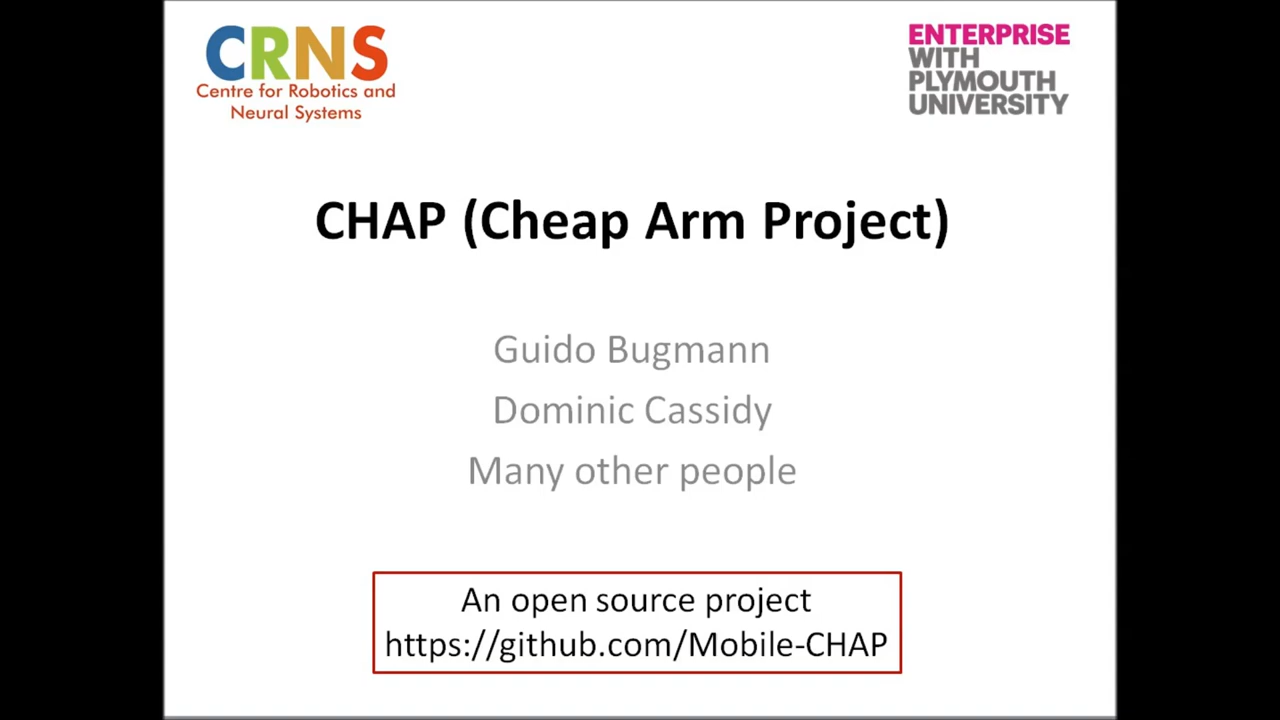 CRNS
Centre for Robotics and
Neural Systems
ENTERPRISE
WITH
PLYMOUTH
UNIVERSITY
CHAP (Cheap Arm Project)
Guido Bugmann
Dominic Cassidy
Many other people
An open source project
https://github.com/Mobile-CHAP